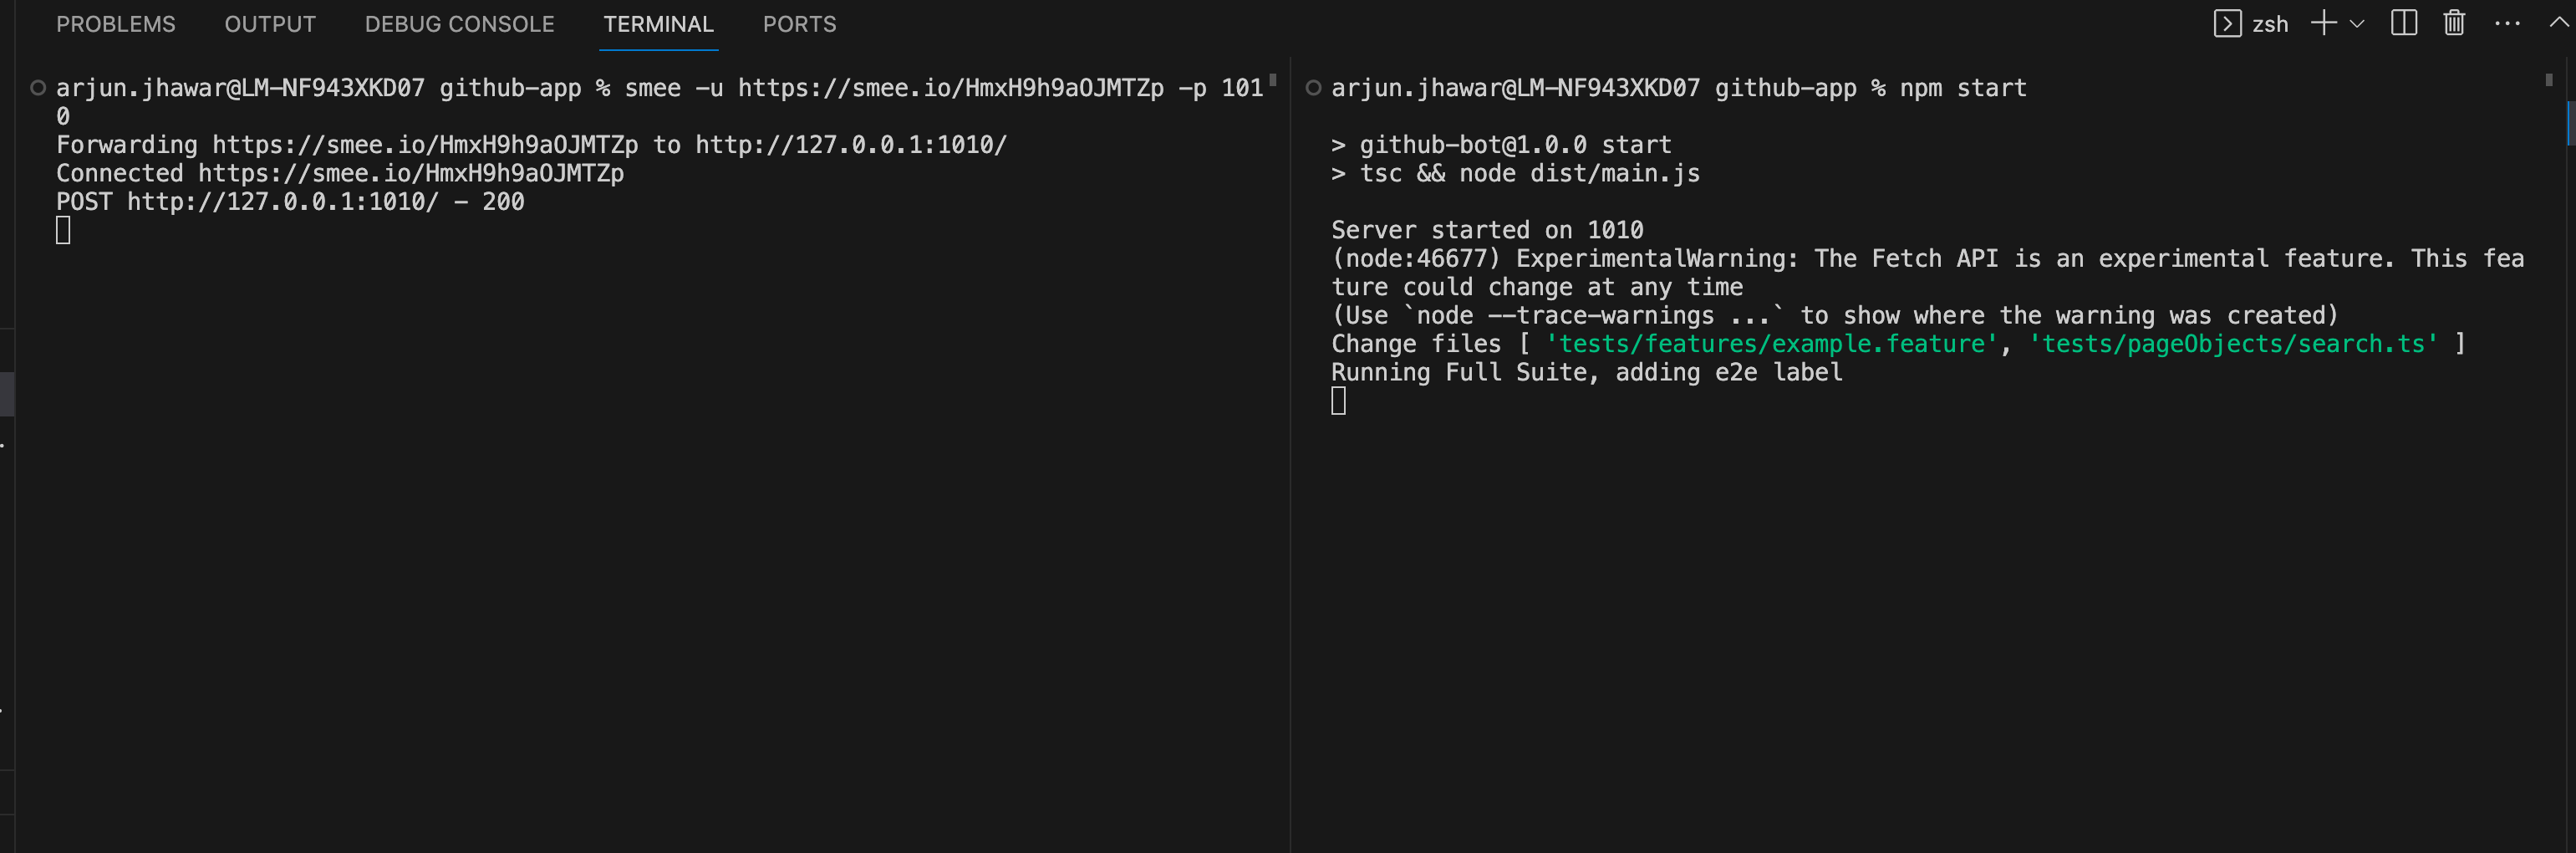 PROBLEMS OUTPUT DEBUG CONSOLE TERMINAL PORTS
zsh
arjun.jhawar@LM-NF943XKD07 github-app % smee -u https://smee.io/HmxH9h9aOJMTZp -p 101
0
Forwarding https://smee.io/HmxH9h9aOJMTZp to http://127.0.0.1:1010/
Connected https://smee.io/HmxH9h9aOJMTZp
POST http://127.0.0.1:1010/ - 200
arjun.jhawar@LM-NF943XKD07 github-app % npm start
> github-bot@1.0.0 start
> tsc && node dist/main.js
Server started on 1010
(node:46677) ExperimentalWarning: The Fetch API is an experimental feature. This fea
ture could change at any time
(Use `node --trace-warnings ...` to show where the warning was created)
Change files [ 'tests/features/example.feature', 'tests/pageObjects/search.ts' ]
Running Full Suite, adding e2e label